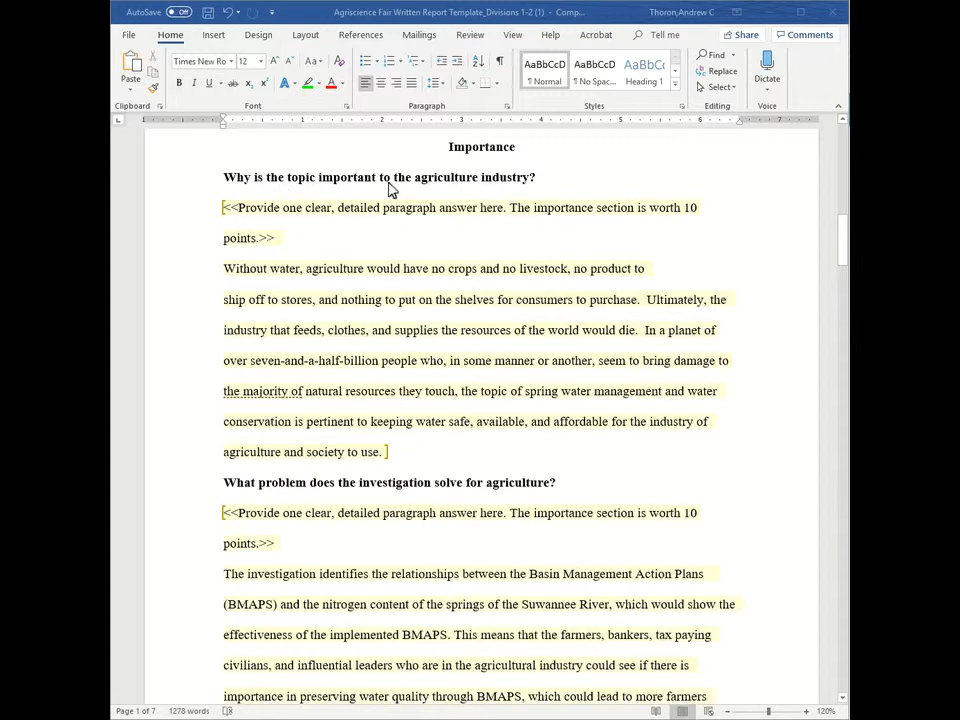 AutoSave Off Agriscience Fair Written Report Template_Divisions 1-2 (1) - Comp... Thoron,Andrew C
File Home Insert Design Layout References Mailings Review View Help Acrobat Tell me Share Comments
Times New Ro 12 Aa AaBbCcD AaBbCcD AaBbC Find
Paste ¶ Normal ¶ No Spac... Heading 1 Replace Dictate
B I U ab x₂ x² A A Select
Clipboard Font Paragraph Styles Editing Voice
1 1 2 3 4 5 6 7
Importance
Why is the topic important to the agriculture industry?
<<Provide one clear, detailed paragraph answer here. The importance section is worth 10
points.>>
Without water, agriculture would have no crops and no livestock, no product to
ship off to stores, and nothing to put on the shelves for consumers to purchase. Ultimately, the
industry that feeds, clothes, and supplies the resources of the world would die. In a planet of
over seven-and-a-half-billion people who, in some manner or another, seem to bring damage to
the majority of natural resources they touch, the topic of spring water management and water
conservation is pertinent to keeping water safe, available, and affordable for the industry of
agriculture and society to use.
What problem does the investigation solve for agriculture?
<<Provide one clear, detailed paragraph answer here. The importance section is worth 10
points.>>
The investigation identifies the relationships between the Basin Management Action Plans
(BMAPS) and the nitrogen content of the springs of the Suwannee River, which would show the
effectiveness of the implemented BMAPS. This means that the farmers, bankers, tax paying
civilians, and influential leaders who are in the agricultural industry could see if there is
importance in preserving water quality through BMAPS, which could lead to more farmers
Page 1 of 7 1278 words 120%